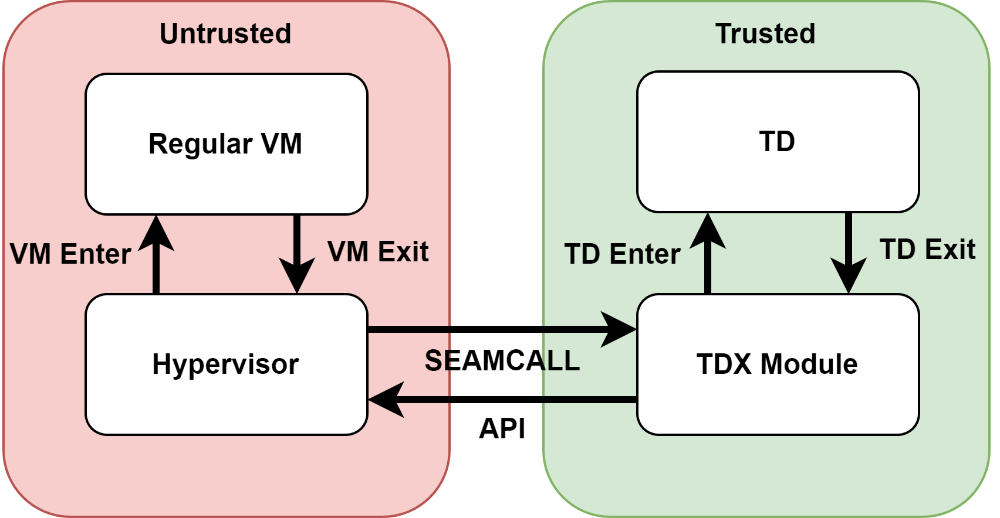 Untrusted
Trusted
Regular VM
TD
VM Enter
VM Exit
TD Enter
TD Exit
Hypervisor
SEAMCALL
API
TDX Module